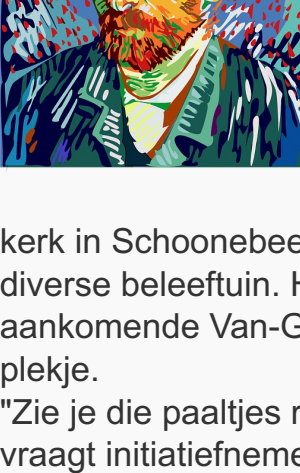 kerk in Schoonebee
diverse beleeftuin. H
aankomende Van-G
plekje.
"Zie je die paaltjes
vraagt initiatiefneme